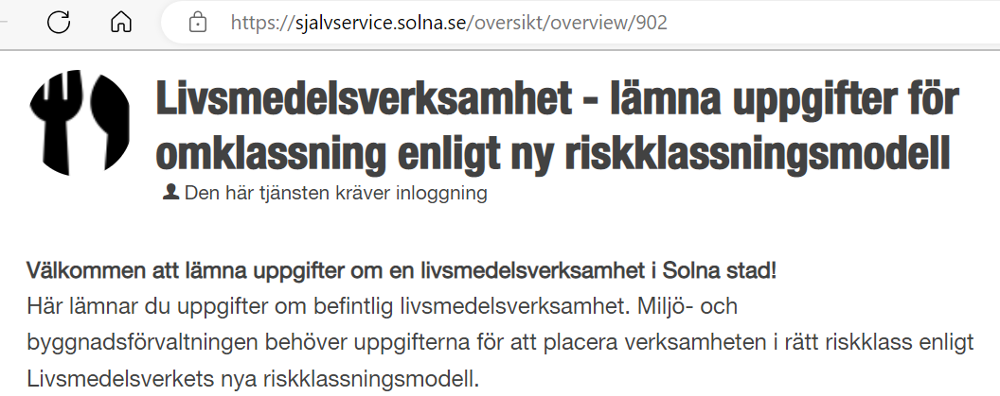 https://sjalvservice.solna.se/oversikt/overview/902
Livsmedelsverksamhet - lämna uppgifter för
omklassning enligt ny riskklassningsmodell
Den här tjänsten kräver inloggning
Välkommen att lämna uppgifter om en livsmedelsverksamhet i Solna stad!
Här lämnar du uppgifter om befintlig livsmedelsverksamhet. Miljö- och
byggnadsförvaltningen behöver uppgifterna för att placera verksamheten i rätt riskklass enligt
Livsmedelsverkets nya riskklassningsmodell.